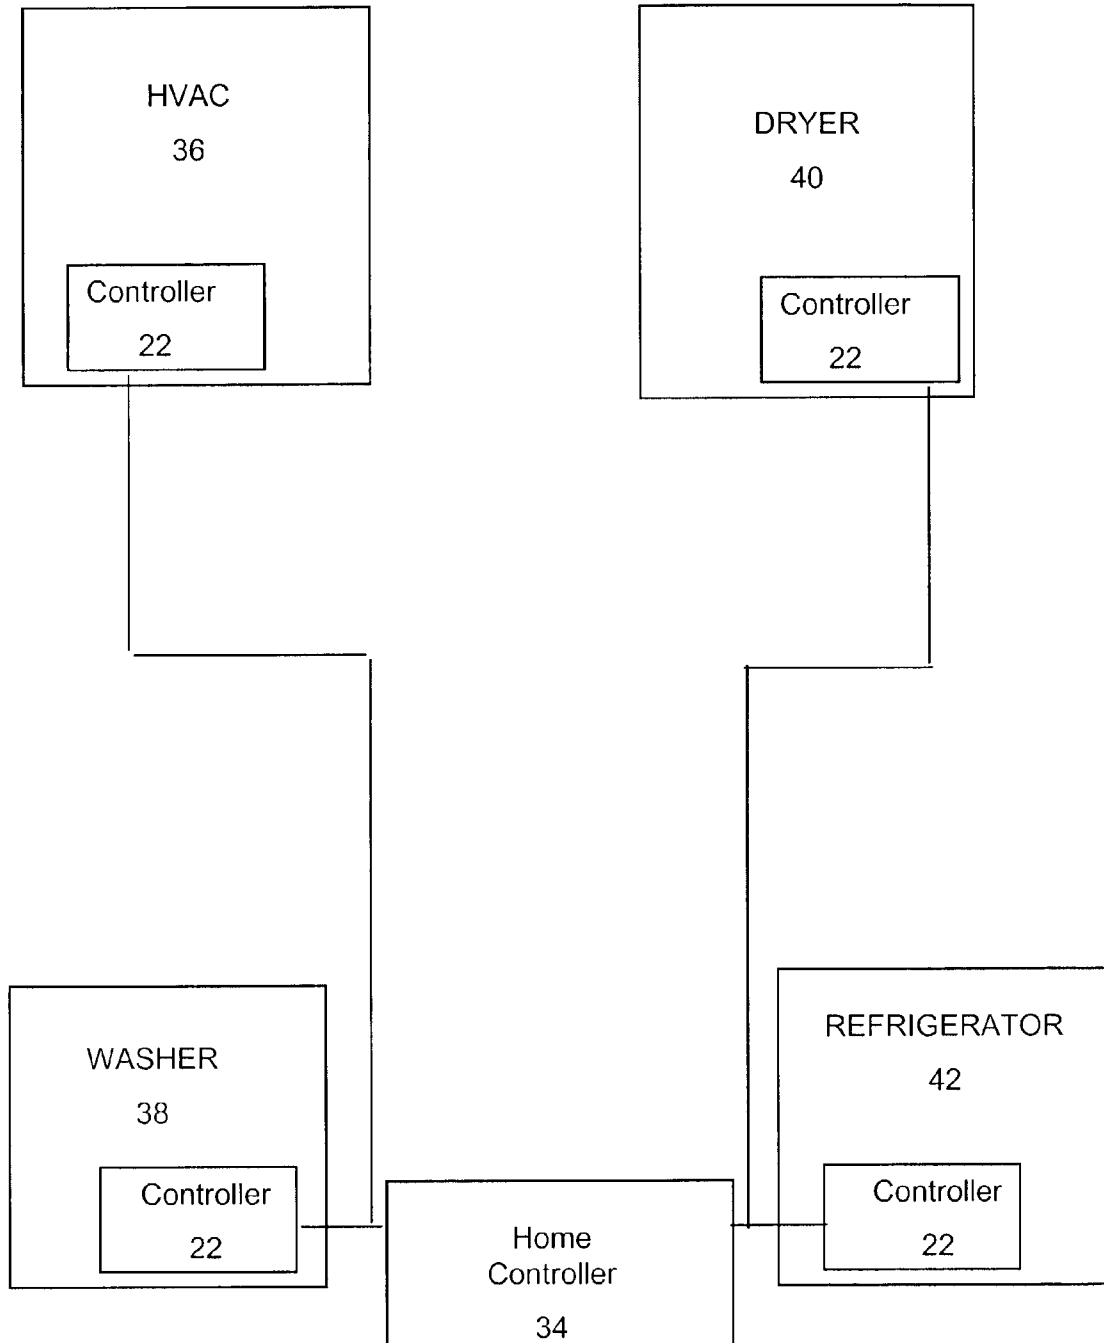 HVAC
36
Controller
22
DRYER
40
Controller
22
WASHER
38
Controller
22
Home
Controller
34
REFRIGERATOR
42
Controller
22